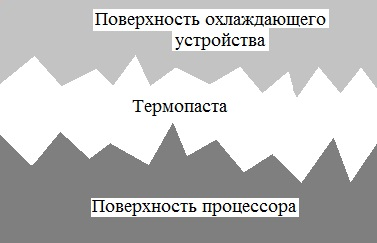 Поверхность охлаждающего
устройства
Термопаста
Поверхность процессора